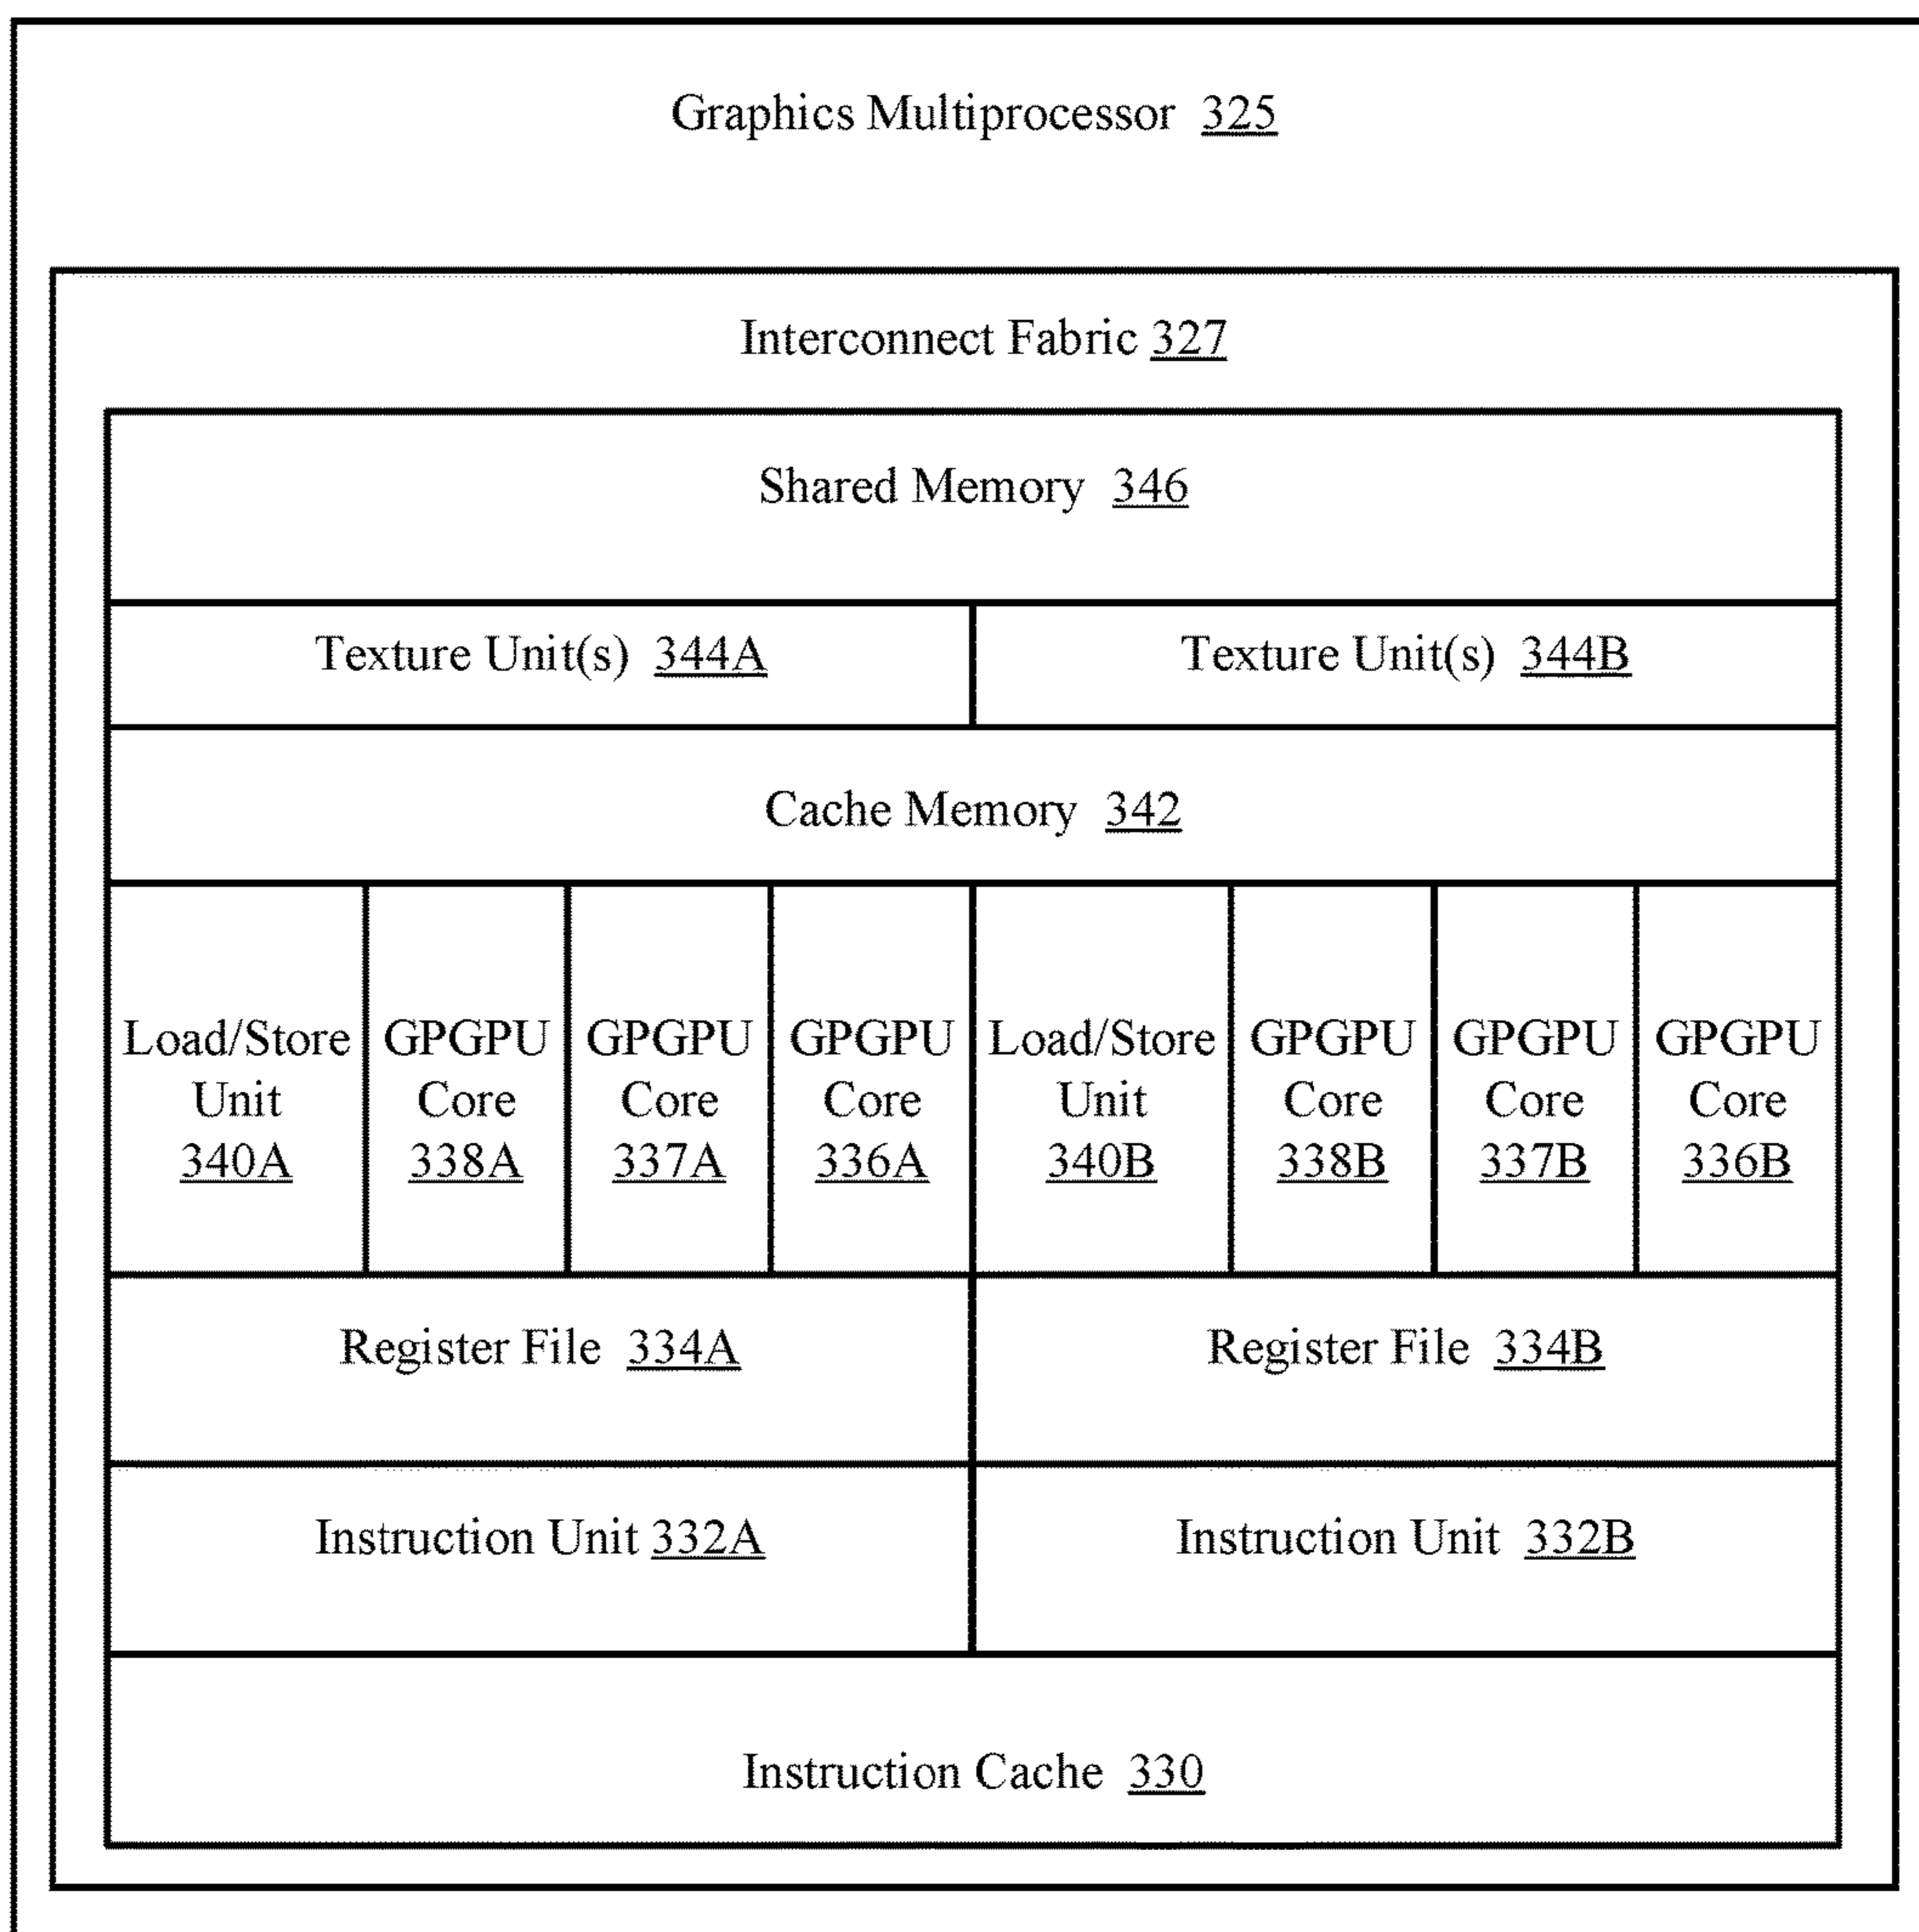 Graphics Multiprocessor 325
Interconnect Fabric 327
Shared Memory 346
Texture Unit(s) 344A
Texture Unit(s) 344B
Cache Memory 342
Load/Store
Unit
340A
GPGPU
Core
338A
GPGPU
Core
337A
GPGPU
Core
336A
Load/Store
Unit
340B
GPGPU
Core
338B
GPGPU
Core
337B
GPGPU
Core
336B
Register File 334A
Register File 334B
Instruction Unit 332A
Instruction Unit 332B
Instruction Cache 330